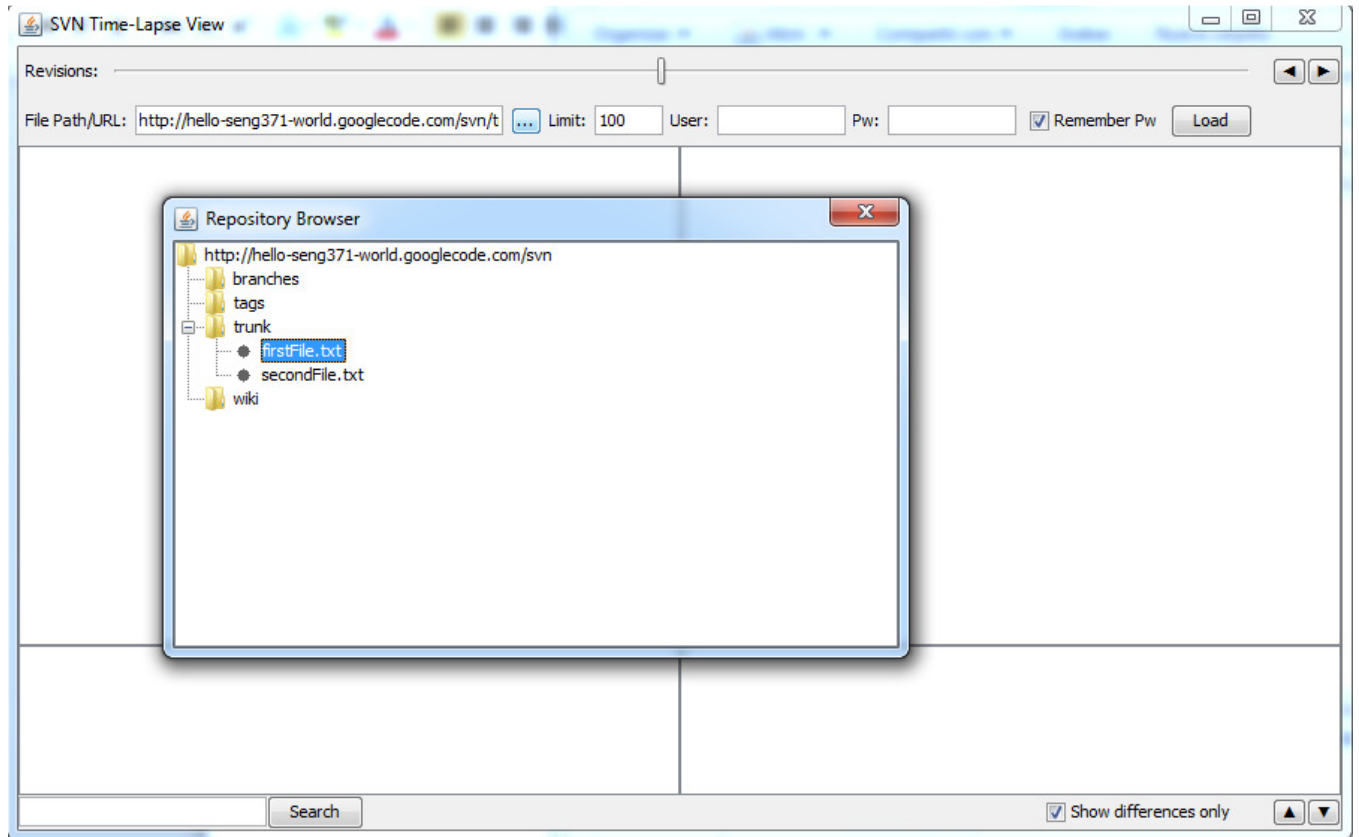 SVN Time-Lapse View
Revisions:
File Path/URL: http://hello-seng371-world.googlecode.com/svn/t ... Limit: 100 User: Pw: Remember Pw Load
Repository Browser
http://hello-seng371-world.googlecode.com/svn
branches
tags
trunk
firstFile.txt
secondFile.txt
wiki
Search Show differences only